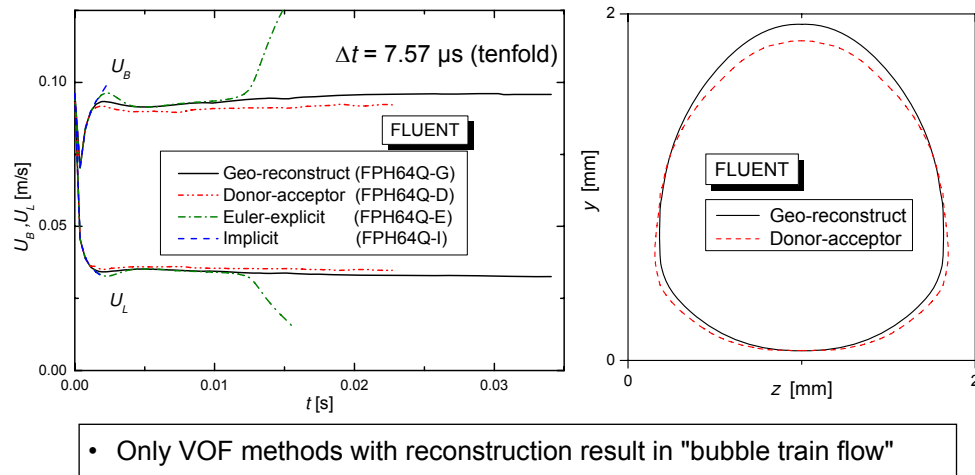 Δt = 7.57 µs (tenfold)
U_B
FLUENT
Geo-reconstruct (FPH64Q-G)
Donor-acceptor (FPH64Q-D)
Euler-explicit (FPH64Q-E)
Implicit (FPH64Q-I)
U_L
U_B ,U_L [m/s]
0.10
0.05
0.00
0.00 0.01 0.02 0.03
t [s]
2
y [mm]
FLUENT
Geo-reconstruct
Donor-acceptor
0
0 2
z [mm]
• Only VOF methods with reconstruction result in "bubble train flow"